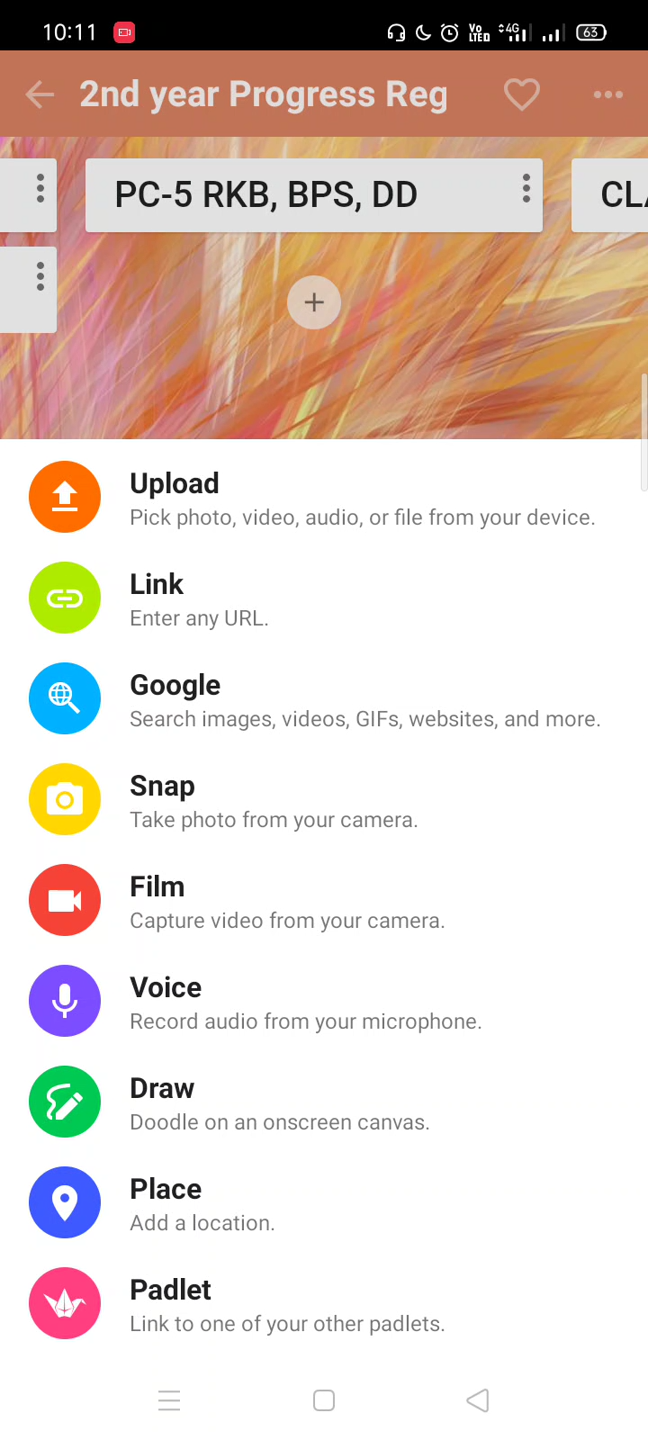 10:11
Vo LTED 4G 63
2nd year Progress Reg
PC-5 RKB, BPS, DD
CL
Upload
Pick photo, video, audio, or file from your device.
Link
Enter any URL.
Google
Search images, videos, GIFs, websites, and more.
Snap
Take photo from your camera.
Film
Capture video from your camera.
Voice
Record audio from your microphone.
Draw
Doodle on an onscreen canvas.
Place
Add a location.
Padlet
Link to one of your other padlets.